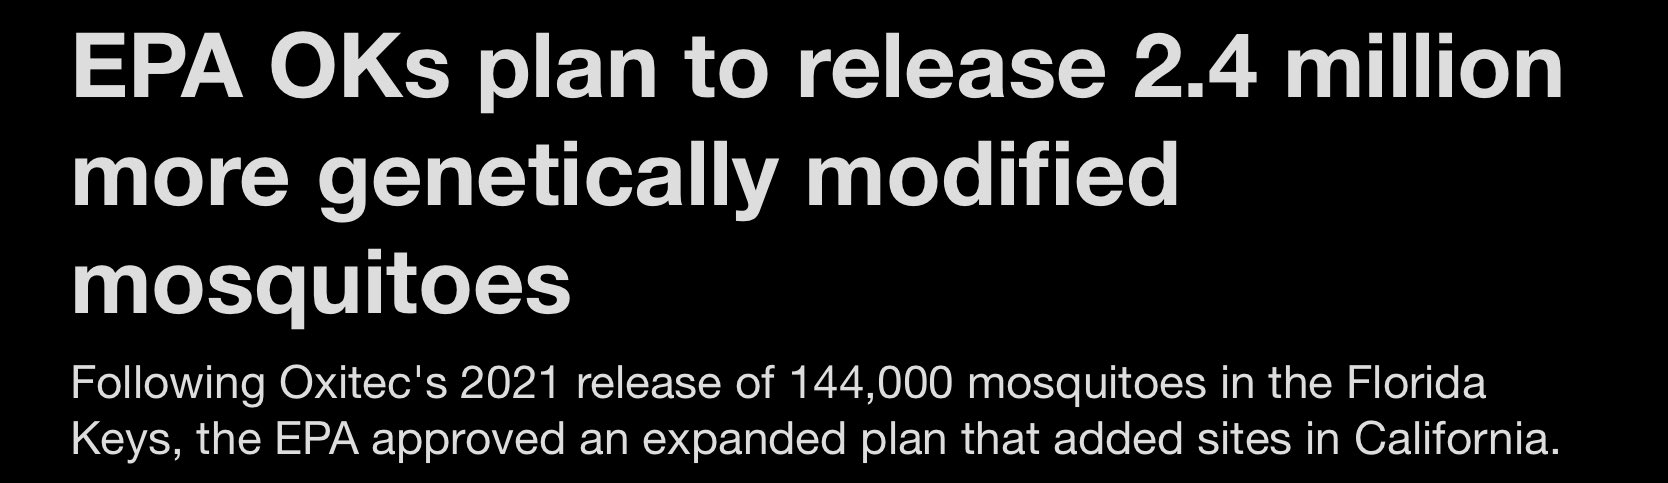 EPA OKs plan to release 2.4 million
more genetically modified
mosquitoes
Following Oxitec's 2021 release of 144,000 mosquitoes in the Florida
Keys, the EPA approved an expanded plan that added sites in California.